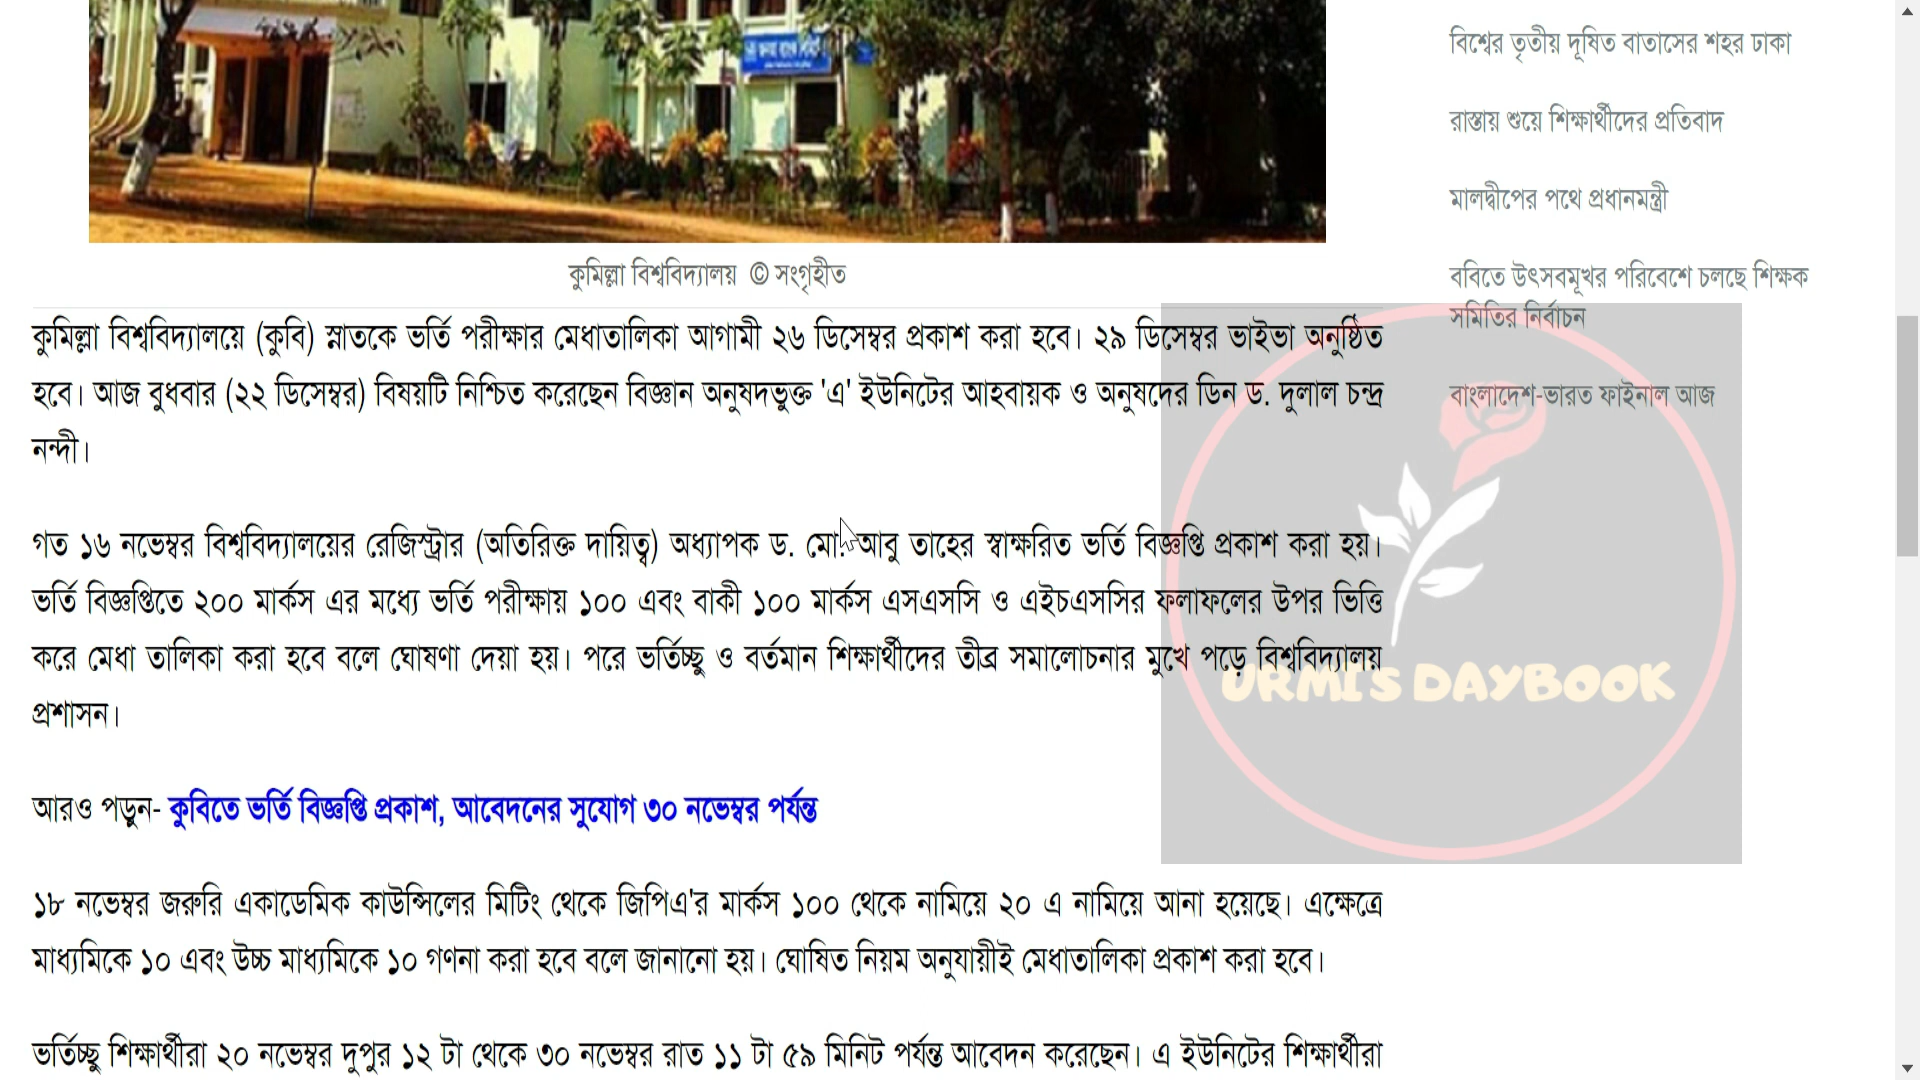 কুমিল্লা বিশ্ববিদ্যালয় © সংগৃহীত
কুমিল্লা বিশ্ববিদ্যালয়ে (কুবি) স্নাতকে ভর্তি পরীক্ষার মেধাতালিকা আগামী ২৬ ডিসেম্বর প্রকাশ করা হবে। ২৯ ডিসেম্বর ভাইভা অনুষ্ঠিত
হবে। আজ বুধবার (২২ ডিসেম্বর) বিষয়টি নিশ্চিত করেছেন বিজ্ঞান অনুষদভুক্ত 'এ' ইউনিটের আহবায়ক ও অনুষদের ডিন ড. দুলাল চন্দ্র
নন্দী।
গত ১৬ নভেম্বর বিশ্ববিদ্যালয়ের রেজিস্ট্রার (অতিরিক্ত দায়িত্ব) অধ্যাপক ড. মো. আবু তাহের স্বাক্ষরিত ভর্তি বিজ্ঞপ্তি প্রকাশ করা হয়।
ভর্তি বিজ্ঞপ্তিতে ২০০ মার্কস এর মধ্যে ভর্তি পরীক্ষায় ১০০ এবং বাকী ১০০ মার্কস এসএসসি ও এইচএসসির ফলাফলের উপর ভিত্তি
করে মেধা তালিকা করা হবে বলে ঘোষণা দেয়া হয়। পরে ভর্তিচ্ছু ও বর্তমান শিক্ষার্থীদের তীব্র সমালোচনার মুখে পড়ে বিশ্ববিদ্যালয়
প্রশাসন।
আরও পড়ুন- কুবিতে ভর্তি বিজ্ঞপ্তি প্রকাশ, আবেদনের সুযোগ ৩০ নভেম্বর পর্যন্ত
১৮ নভেম্বর জরুরি একাডেমিক কাউন্সিলের মিটিং থেকে জিপিএ'র মার্কস ১০০ থেকে নামিয়ে ২০ এ নামিয়ে আনা হয়েছে। এক্ষেত্রে
মাধ্যমিকে ১০ এবং উচ্চ মাধ্যমিকে ১০ গণনা করা হবে বলে জানানো হয়। ঘোষিত নিয়ম অনুযায়ীই মেধাতালিকা প্রকাশ করা হবে।
ভর্তিচ্ছু শিক্ষার্থীরা ২০ নভেম্বর দুপুর ১২ টা থেকে ৩০ নভেম্বর রাত ১১ টা ৫৯ মিনিট পর্যন্ত আবেদন করেছেন। এ ইউনিটের শিক্ষার্থীরা
বিশ্বের তৃতীয় দূষিত বাতাসের শহর ঢাকা
রাস্তায় শুয়ে শিক্ষার্থীদের প্রতিবাদ
মালদ্বীপের পথে প্রধানমন্ত্রী
ববিতে উৎসবমূখর পরিবেশে চলছে শিক্ষক
সমিতির নির্বাচন
বাংলাদেশ-ভারত ফাইনাল আজ
URMI'S DAYBOOK